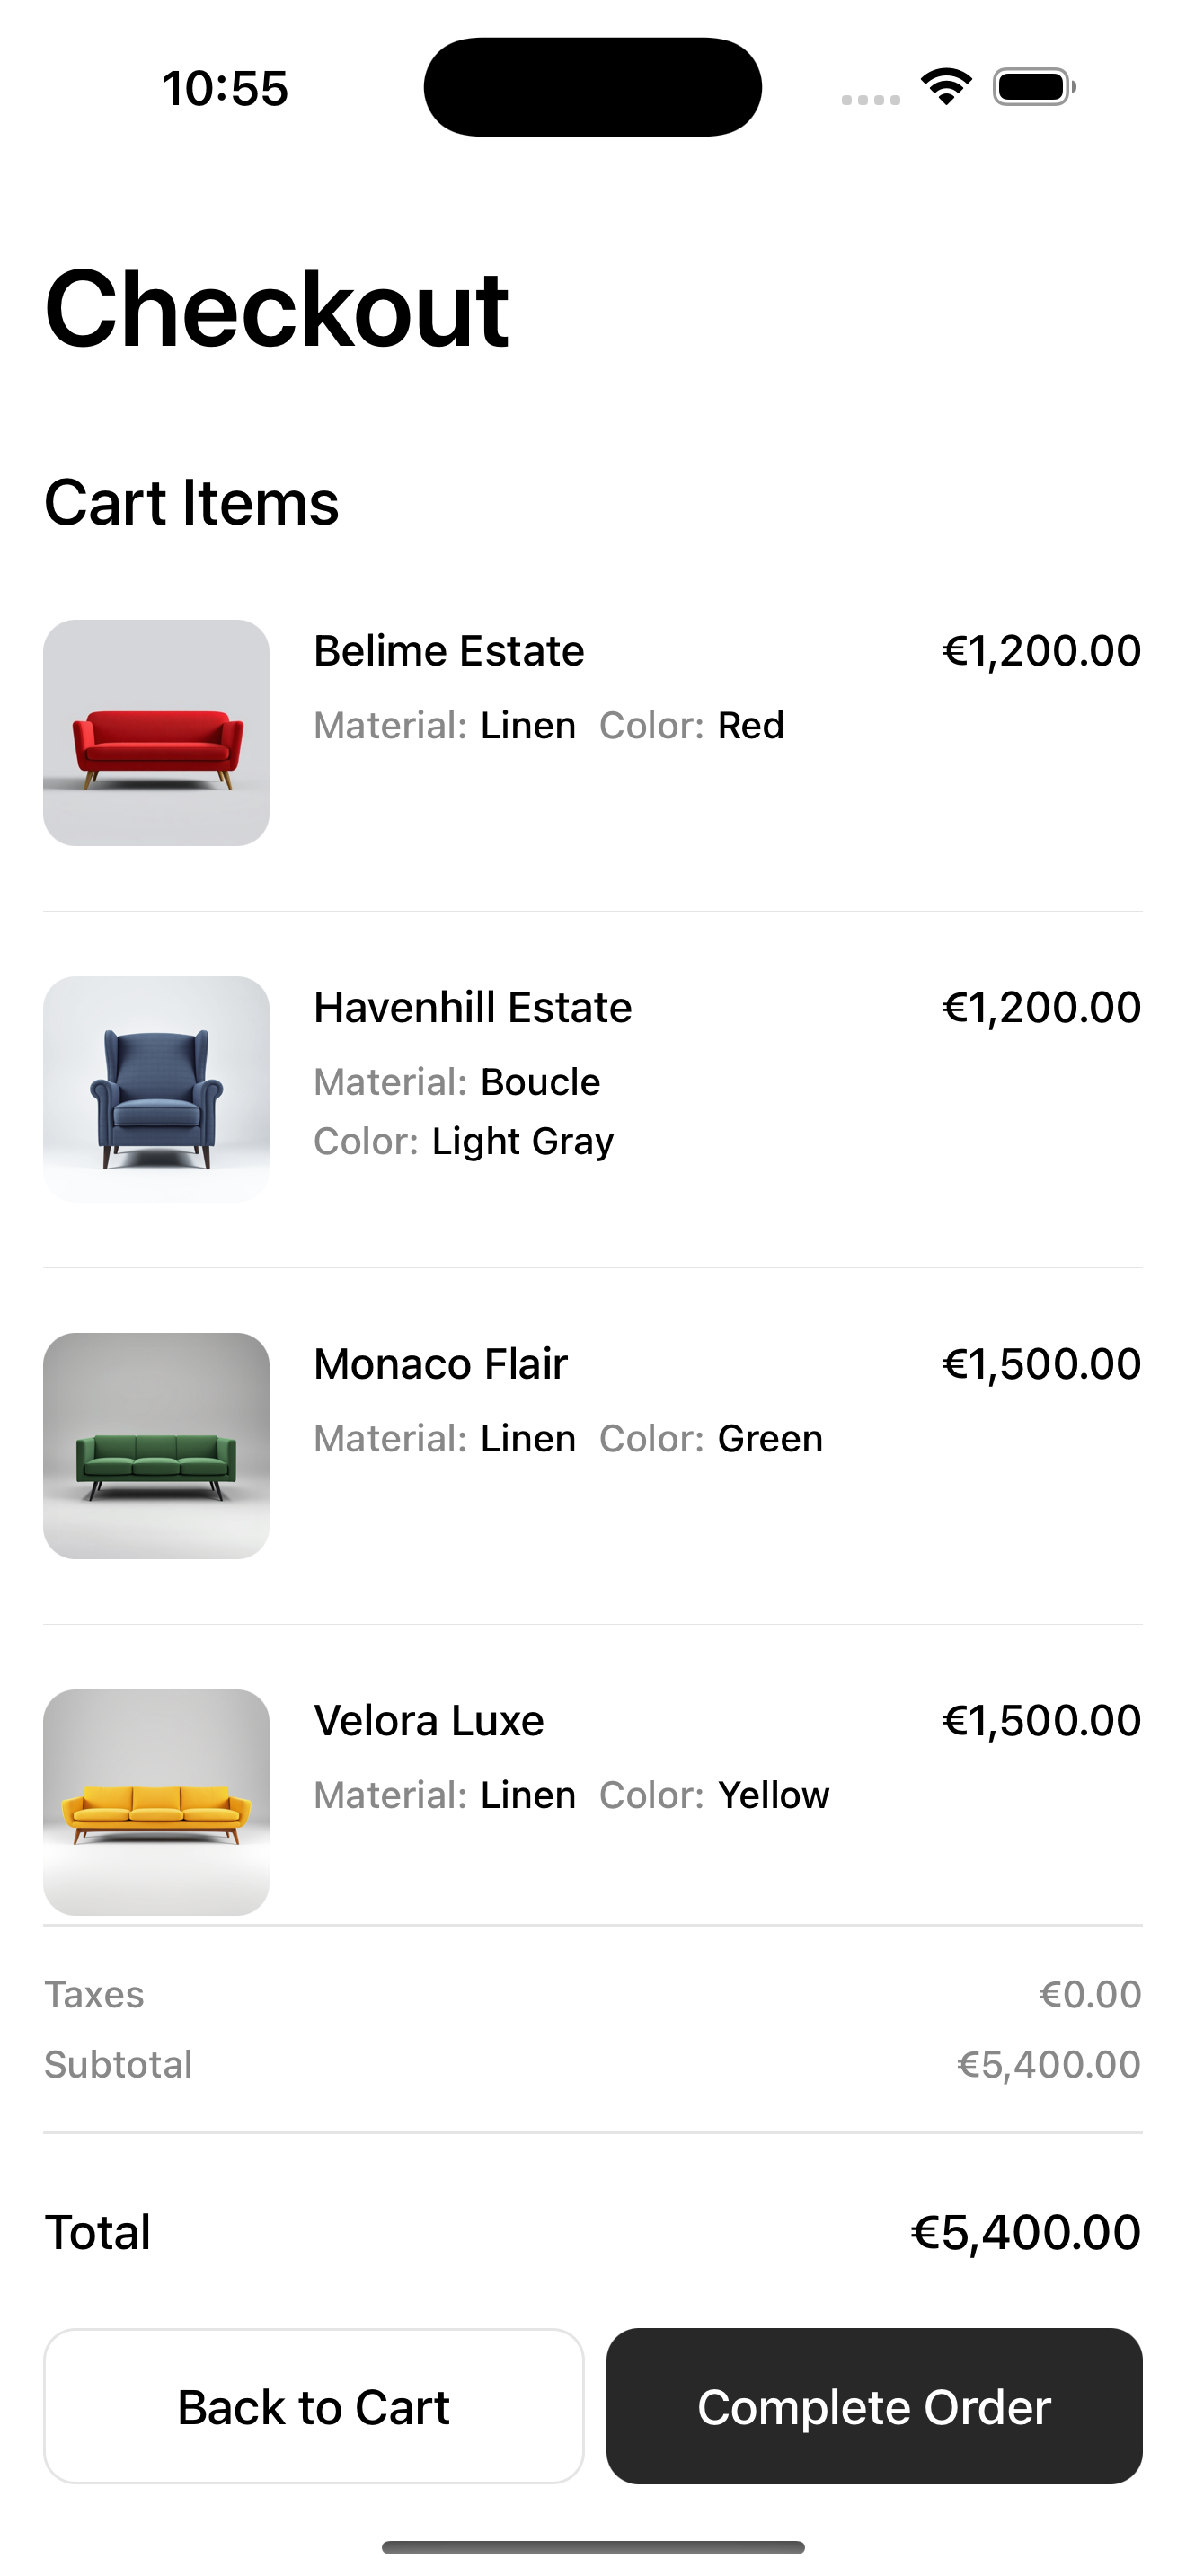 10:55
Checkout
Cart Items
Belime Estate €1,200.00
Material: Linen Color: Red
Havenhill Estate €1,200.00
Material: Boucle
Color: Light Gray
Monaco Flair €1,500.00
Material: Linen Color: Green
Velora Luxe €1,500.00
Material: Linen Color: Yellow
Taxes €0.00
Subtotal €5,400.00
Total €5,400.00
Back to Cart Complete Order